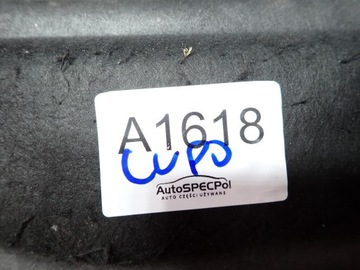 A1618
AutoSPECPol
AUTO CZĘŚCI UŻYWANE